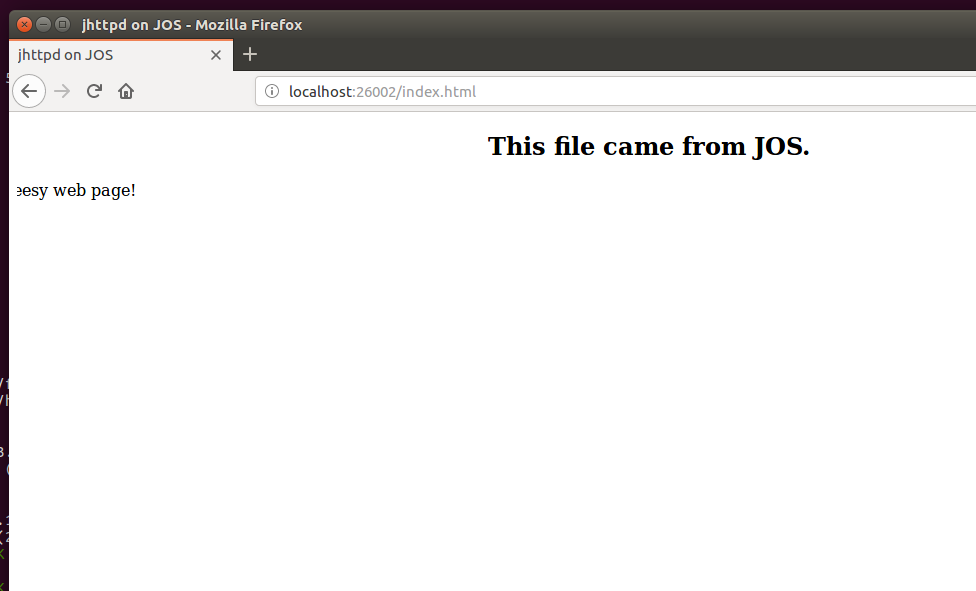 jhttpd on JOS - Mozilla Firefox
jhttpd on JOS
localhost:26002/index.html
This file came from JOS.
eesy web page!